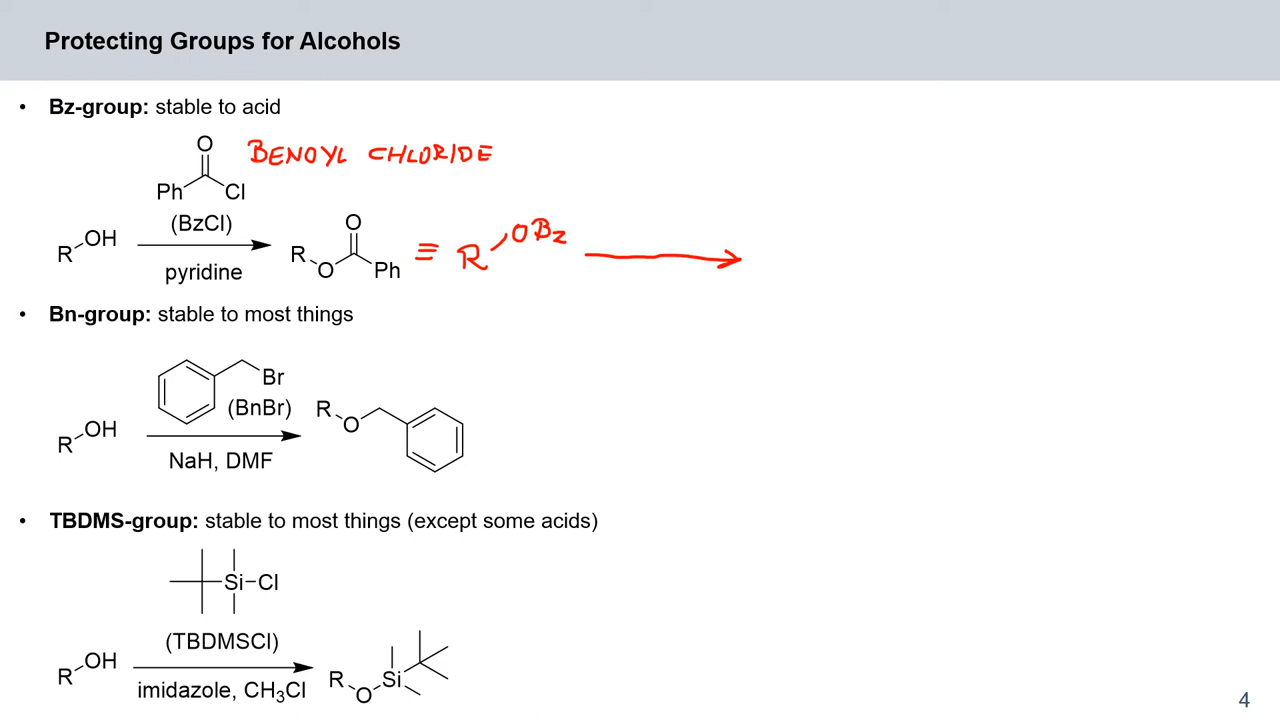 Protecting Groups for Alcohols
• Bz-group: stable to acid
O
BENOYL CHLORIDE
Ph Cl
(BzCl)
R OH
pyridine
R O O Ph
≡ R OBz
• Bn-group: stable to most things
Br
(BnBr)
R OH
NaH, DMF
R O
• TBDMS-group: stable to most things (except some acids)
Si Cl
(TBDMSCl)
R OH
imidazole, CH3Cl
R O Si
4